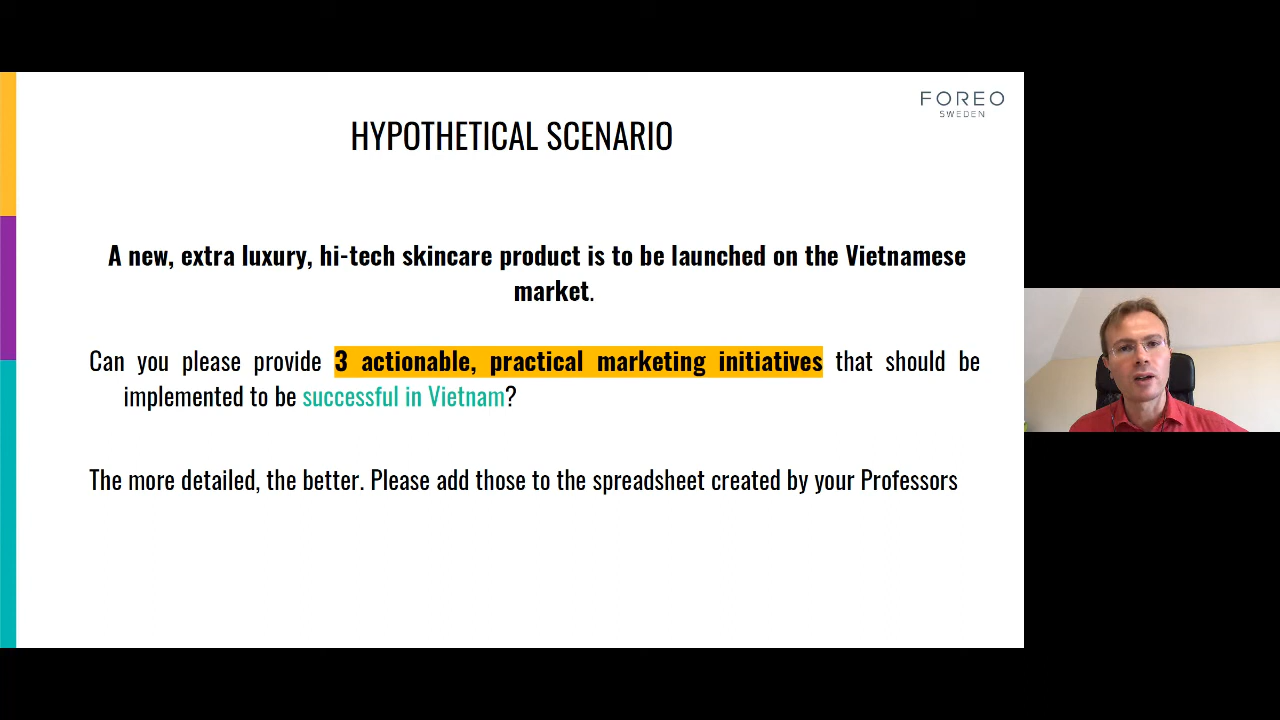 FOREO
SWEDEN
HYPOTHETICAL SCENARIO
A new, extra luxury, hi-tech skincare product is to be launched on the Vietnamese
market.
Can you please provide 3 actionable, practical marketing initiatives that should be
implemented to be successful in Vietnam?
The more detailed, the better. Please add those to the spreadsheet created by your Professors